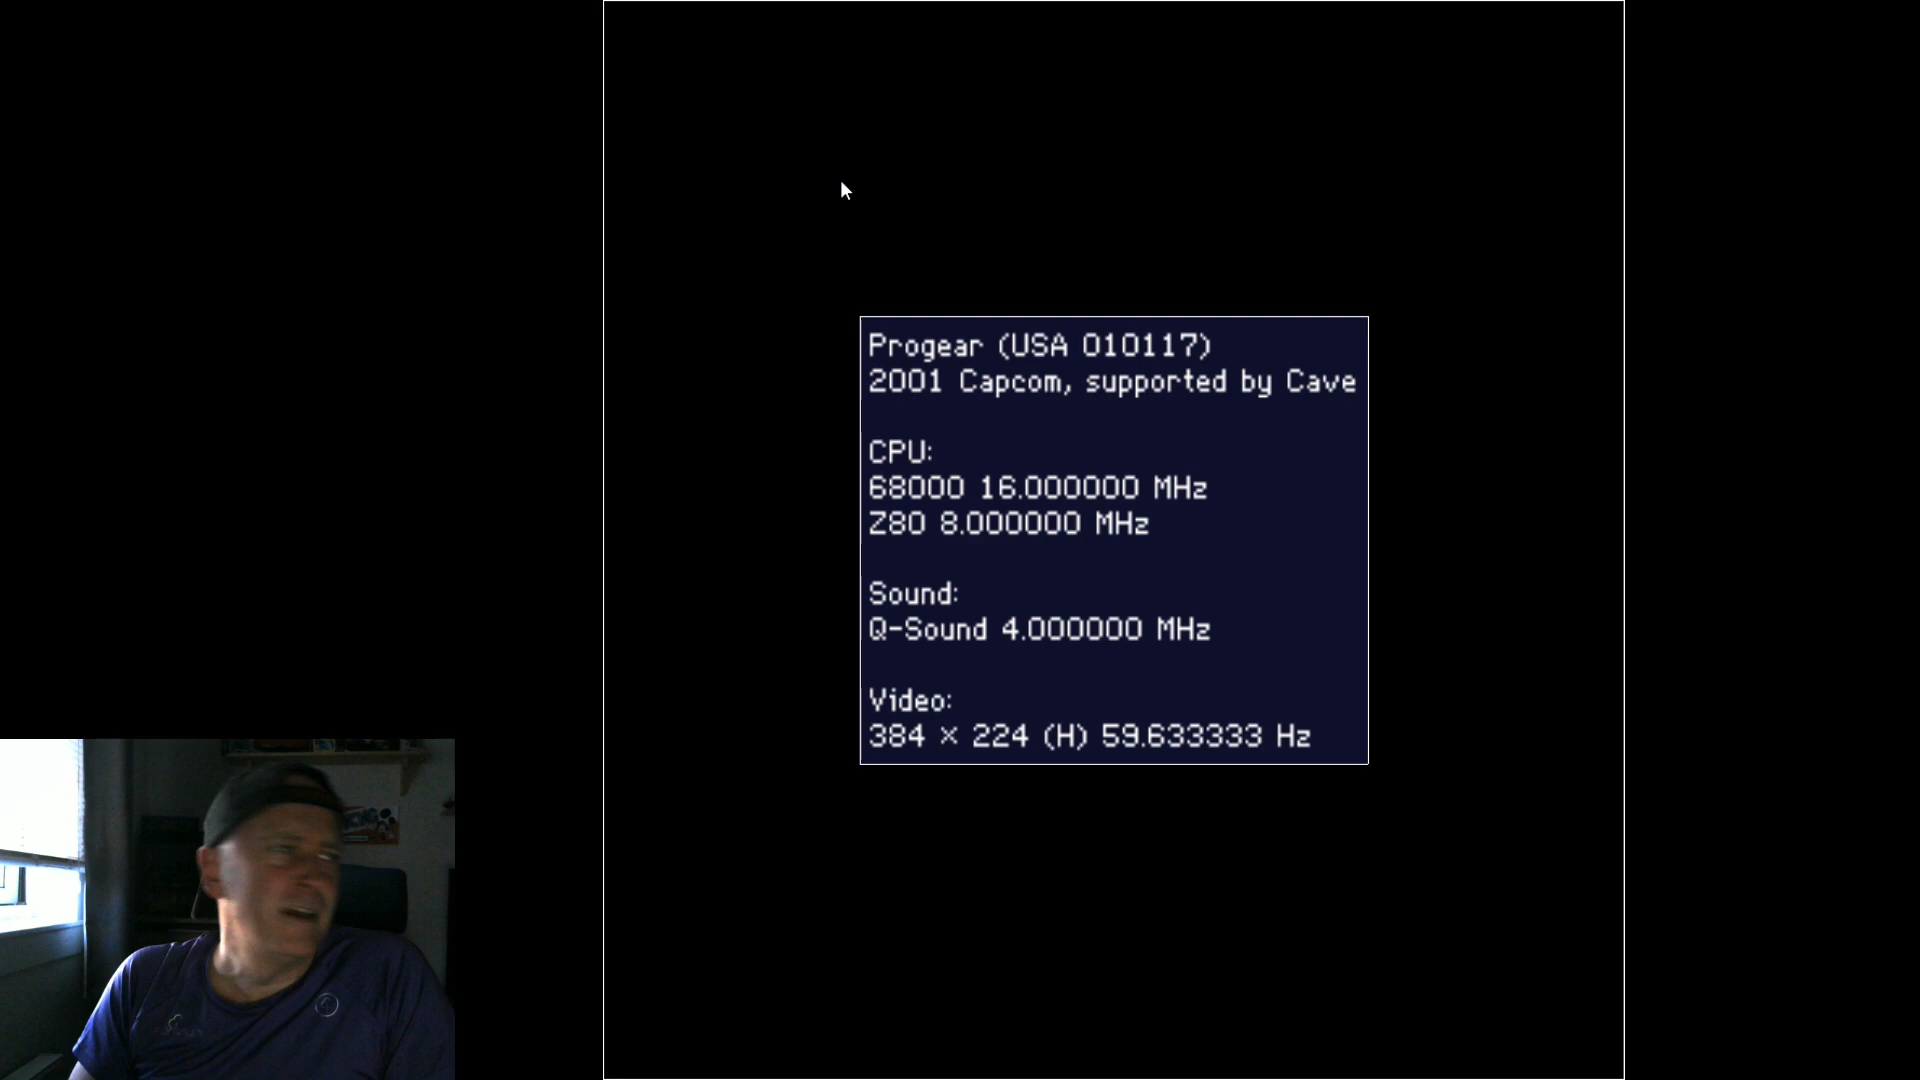 Progear (USA 010117)
2001 Capcom, supported by Cave
CPU:
68000 16.000000 MHz
Z80 8.000000 MHz
Sound:
Q-Sound 4.000000 MHz
Video:
384 × 224 (H) 59.633333 Hz